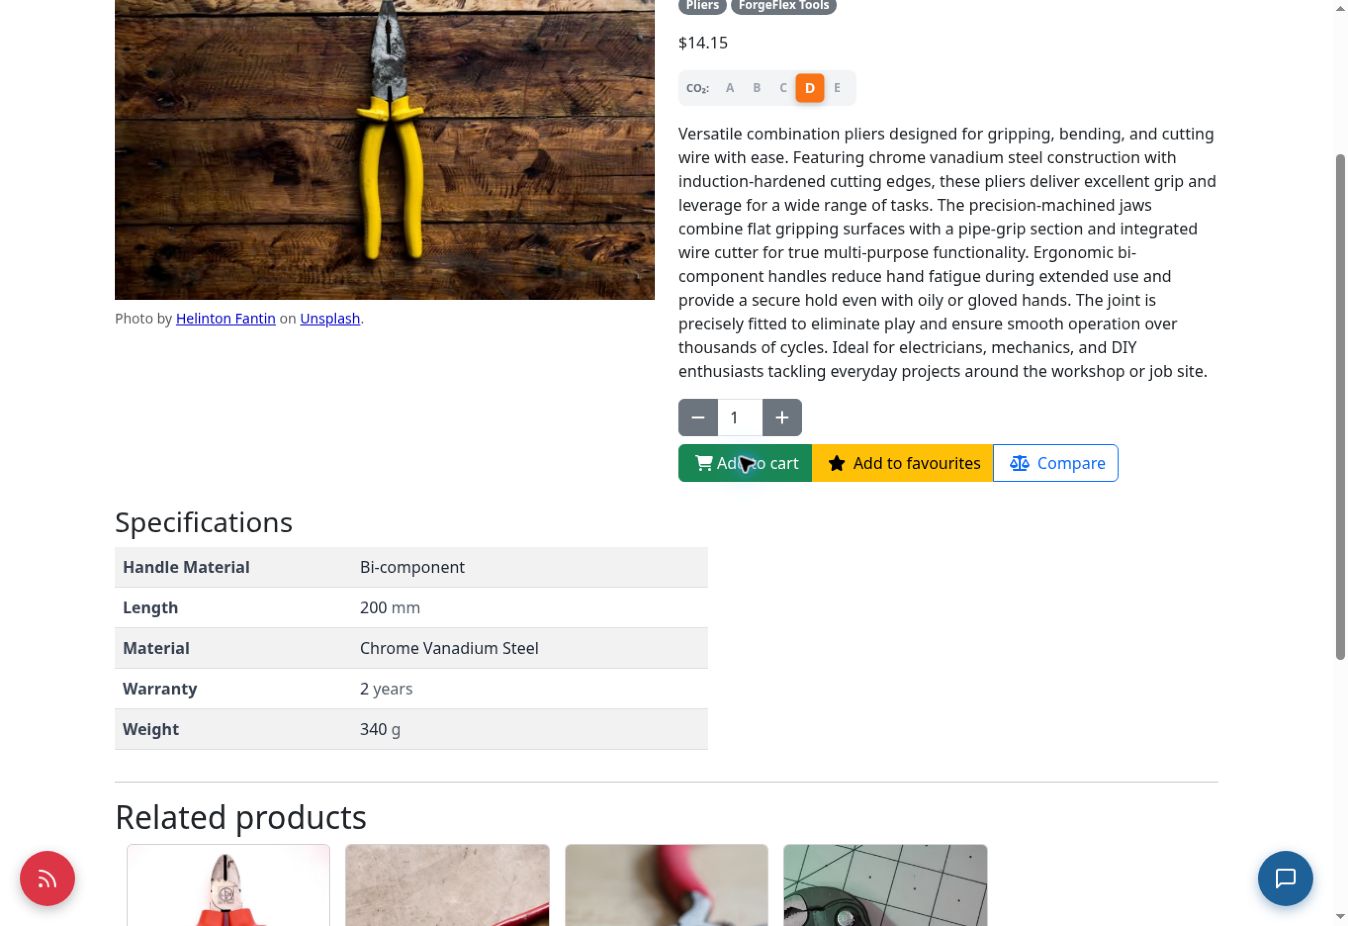 Pliers ForgeFlex Tools
$14.15
CO₂: A B C D E
Versatile combination pliers designed for gripping, bending, and cutting
wire with ease. Featuring chrome vanadium steel construction with
induction-hardened cutting edges, these pliers deliver excellent grip and
leverage for a wide range of tasks. The precision-machined jaws
combine flat gripping surfaces with a pipe-grip section and integrated
wire cutter for true multi-purpose functionality. Ergonomic bi-
component handles reduce hand fatigue during extended use and
provide a secure hold even with oily or gloved hands. The joint is
precisely fitted to eliminate play and ensure smooth operation over
thousands of cycles. Ideal for electricians, mechanics, and DIY
enthusiasts tackling everyday projects around the workshop or job site.
Photo by Helinton Fantin on Unsplash.
1
Add to cart Add to favourites Compare
Specifications
Handle Material Bi-component
Length 200 mm
Material Chrome Vanadium Steel
Warranty 2 years
Weight 340 g
Related products